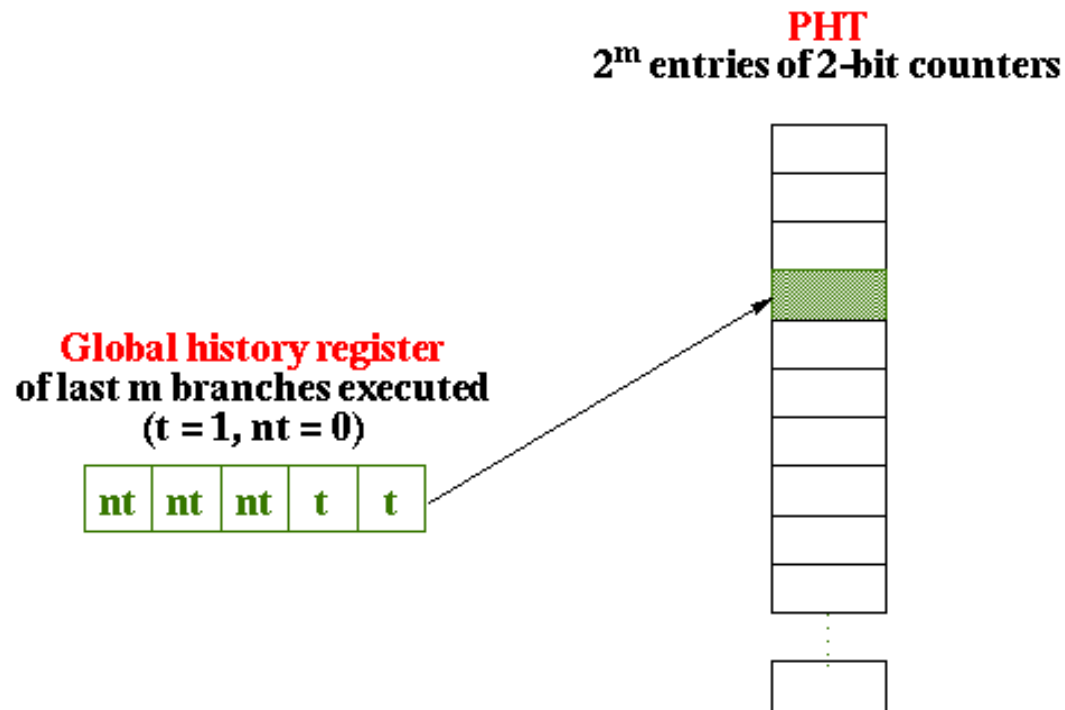 PHT
2^m entries of 2-bit counters
Global history register
of last m branches executed
(t = 1, nt = 0)
nt nt nt t t